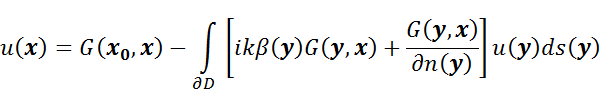 u(x) = G(x₀, x) − ∫_{∂D} [ikβ(y)G(y, x) + G(y, x)/∂n(y)] u(y)ds(y)